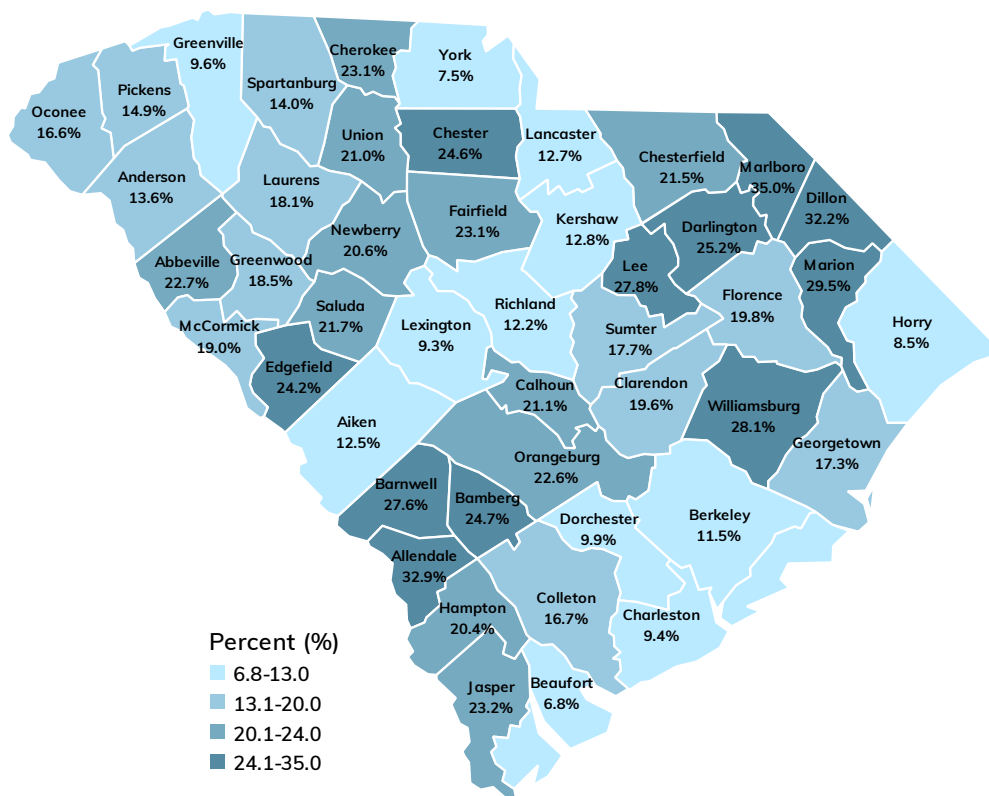 Greenville
9.6%
Cherokee
23.1%
York
7.5%
Spartanburg
14.0%
Pickens
14.9%
Oconee
16.6%
Union
21.0%
Chester
24.6%
Lancaster
12.7%
Chesterfield
21.5%
Marlboro
35.0%
Anderson
13.6%
Laurens
18.1%
Dillon
32.2%
Fairfield
23.1%
Kershaw
12.8%
Darlington
25.2%
Newberry
20.6%
Abbeville
22.7%
Greenwood
18.5%
Lee
27.8%
Marion
29.5%
Florence
19.8%
Saluda
21.7%
Richland
12.2%
McCormick
19.0%
Lexington
9.3%
Sumter
17.7%
Horry
8.5%
Edgefield
24.2%
Calhoun
21.1%
Clarendon
19.6%
Williamsburg
28.1%
Aiken
12.5%
Georgetown
17.3%
Orangeburg
22.6%
Barnwell
27.6%
Bamberg
24.7%
Dorchester
9.9%
Berkeley
11.5%
Allendale
32.9%
Hampton
20.4%
Colleton
16.7%
Charleston
9.4%
Jasper
23.2%
Beaufort
6.8%
Percent (%)
6.8-13.0
13.1-20.0
20.1-24.0
24.1-35.0